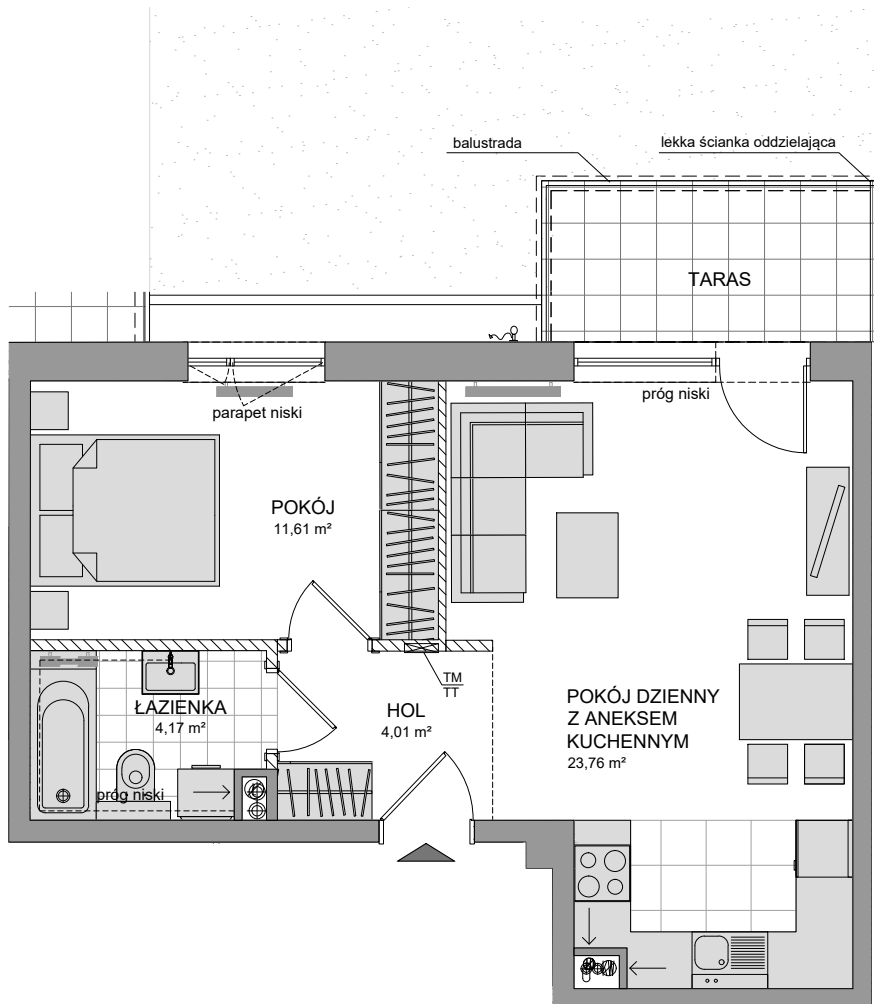 balustrada
lekka ścianka oddzielająca
TARAS
parapet niski
próg niski
POKÓJ
11,61 m²
TM
TT
ŁAZIENKA
4,17 m²
HOL
4,01 m²
POKÓJ DZIENNY
Z ANEKSEM
KUCHENNYM
23,76 m²
próg niski